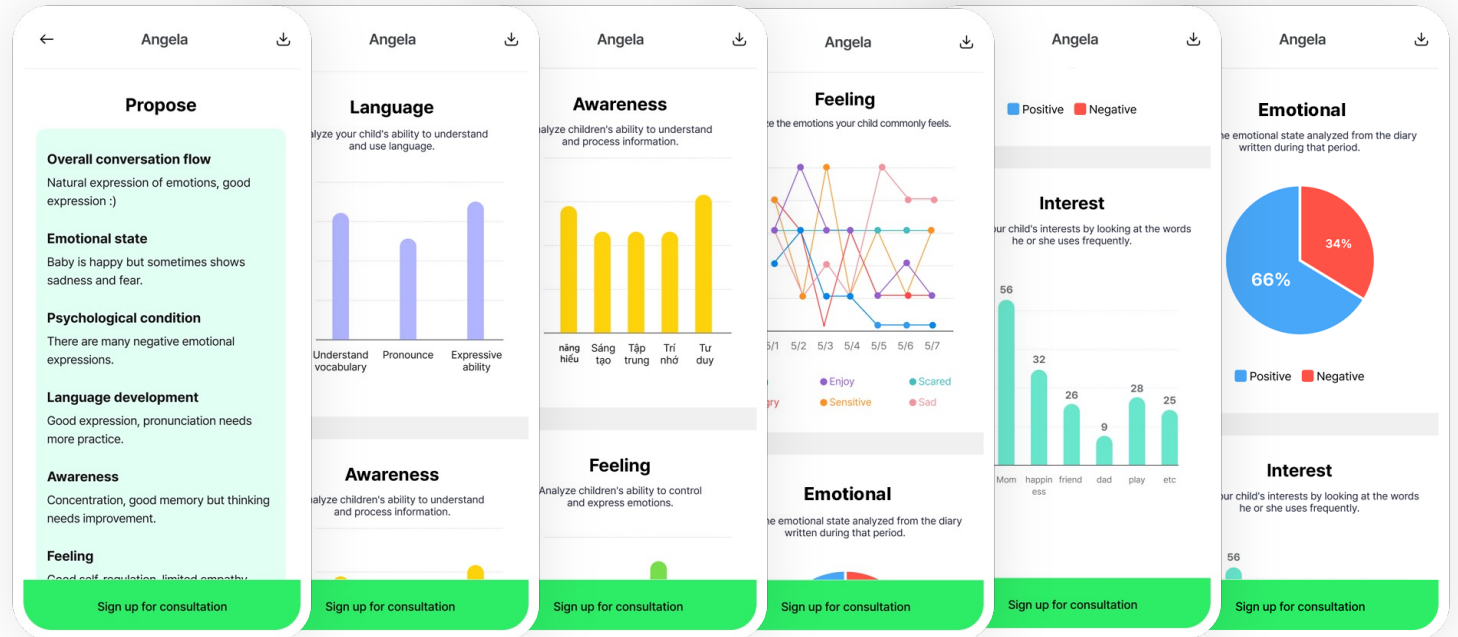 Angela
Propose
Overall conversation flow
Natural expression of emotions, good
expression :)
Emotional state
Baby is happy but sometimes shows
sadness and fear.
Psychological condition
There are many negative emotional
expressions.
Language development
Good expression, pronunciation needs
more practice.
Awareness
Concentration, good memory but thinking
needs improvement.
Feeling
Good self-regulation, limited empathy
Sign up for consultation
Angela
Language
alyze your child's ability to understand
and use language.
Understand
vocabulary
Pronounce
Expressive
ability
Awareness
alyze children's ability to understand
and process information.
Sign up for consultation
Angela
Awareness
alyze children's ability to understand
and process information.
năng
hiểu
Sáng
tạo
Tập
trung
Trí
nhớ
Tư
duy
Feeling
Analyze children's ability to control
and express emotions.
Sign up for consultation
Angela
Feeling
ze the emotions your child commonly feels.
5/1 5/2 5/3 5/4 5/5 5/6 5/7
Enjoy Scared
gry Sensitive Sad
Emotional
he emotional state analyzed from the diary
written during that period.
Sign up for consultation
Angela
Positive Negative
Interest
our child's interests by looking at the words
he or she uses frequently.
56
32
26
9
28
25
Mom
happin
ess
friend
dad
play
etc
Sign up for consultation
Angela
Emotional
he emotional state analyzed from the diary
written during that period.
34%
66%
Positive Negative
Interest
our child's interests by looking at the words
he or she uses frequently.
56
Sign up for consultation